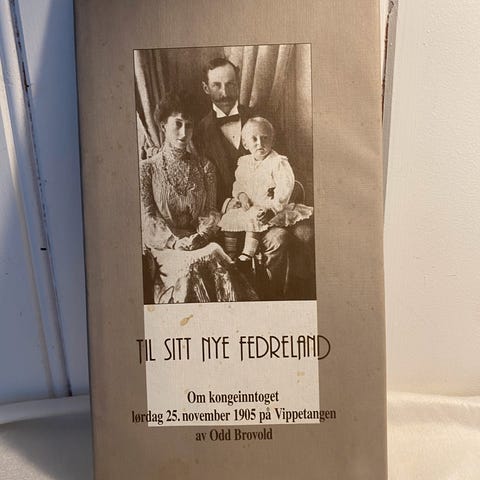 TIL SITT NYE FEDRELAND
Om kongeinntoget
lørdag 25. november 1905 på Vippetangen
av Odd Brovold